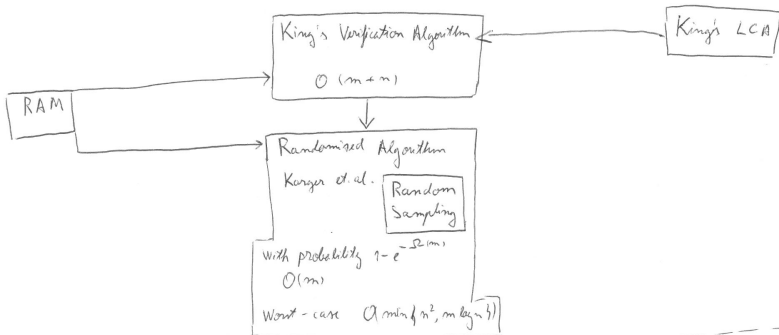 King's Verification Algorithm
O (m + n)
King's LCA
RAM
Randomised Algorithm
Karger et. al.
Random
Sampling
with probability 1 - e^{-Ω(m)}
O(m)
Worst - case O(min{n², m log n})